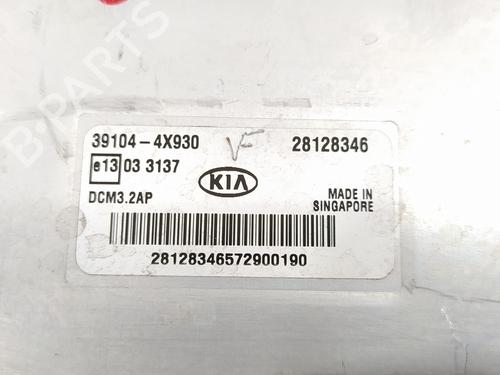 39104-4X930
28128346
e13 03 3137
KIA
DCM3.2AP
MADE IN
SINGAPORE
28128346572900190
B-PARTS